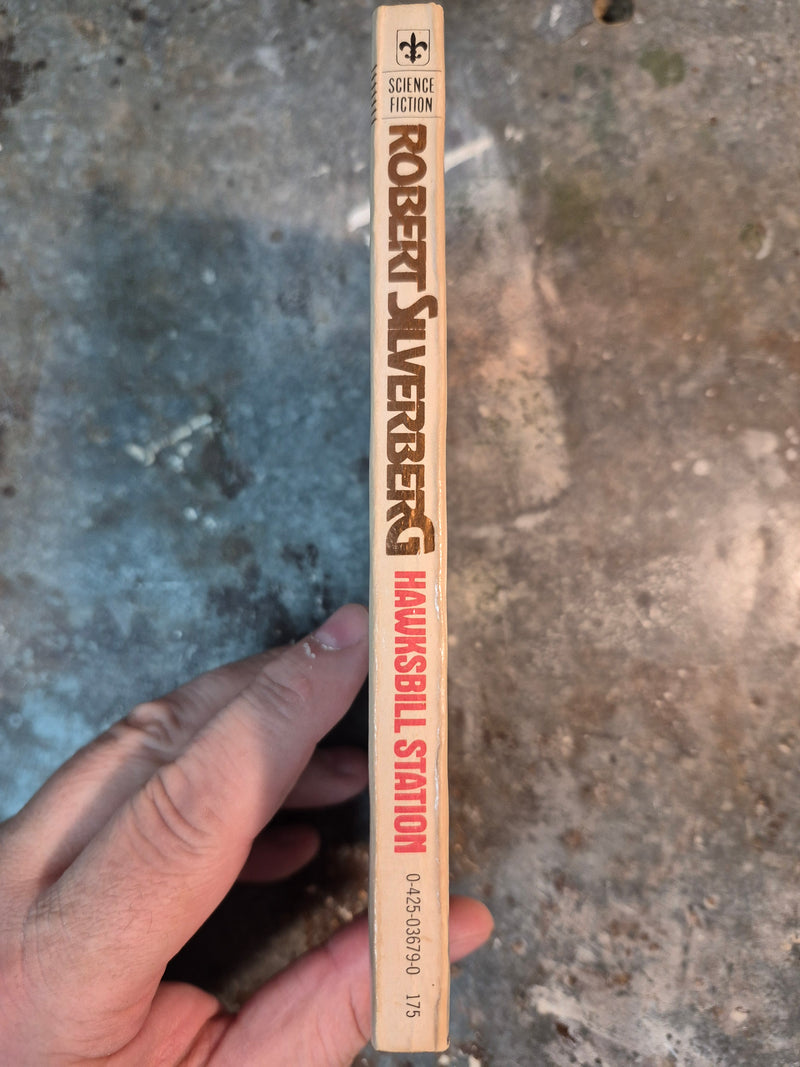 SCIENCE
FICTION
ROBERT SILVERBERG
HAWKSBILL STATION
0-425-03679-0 175